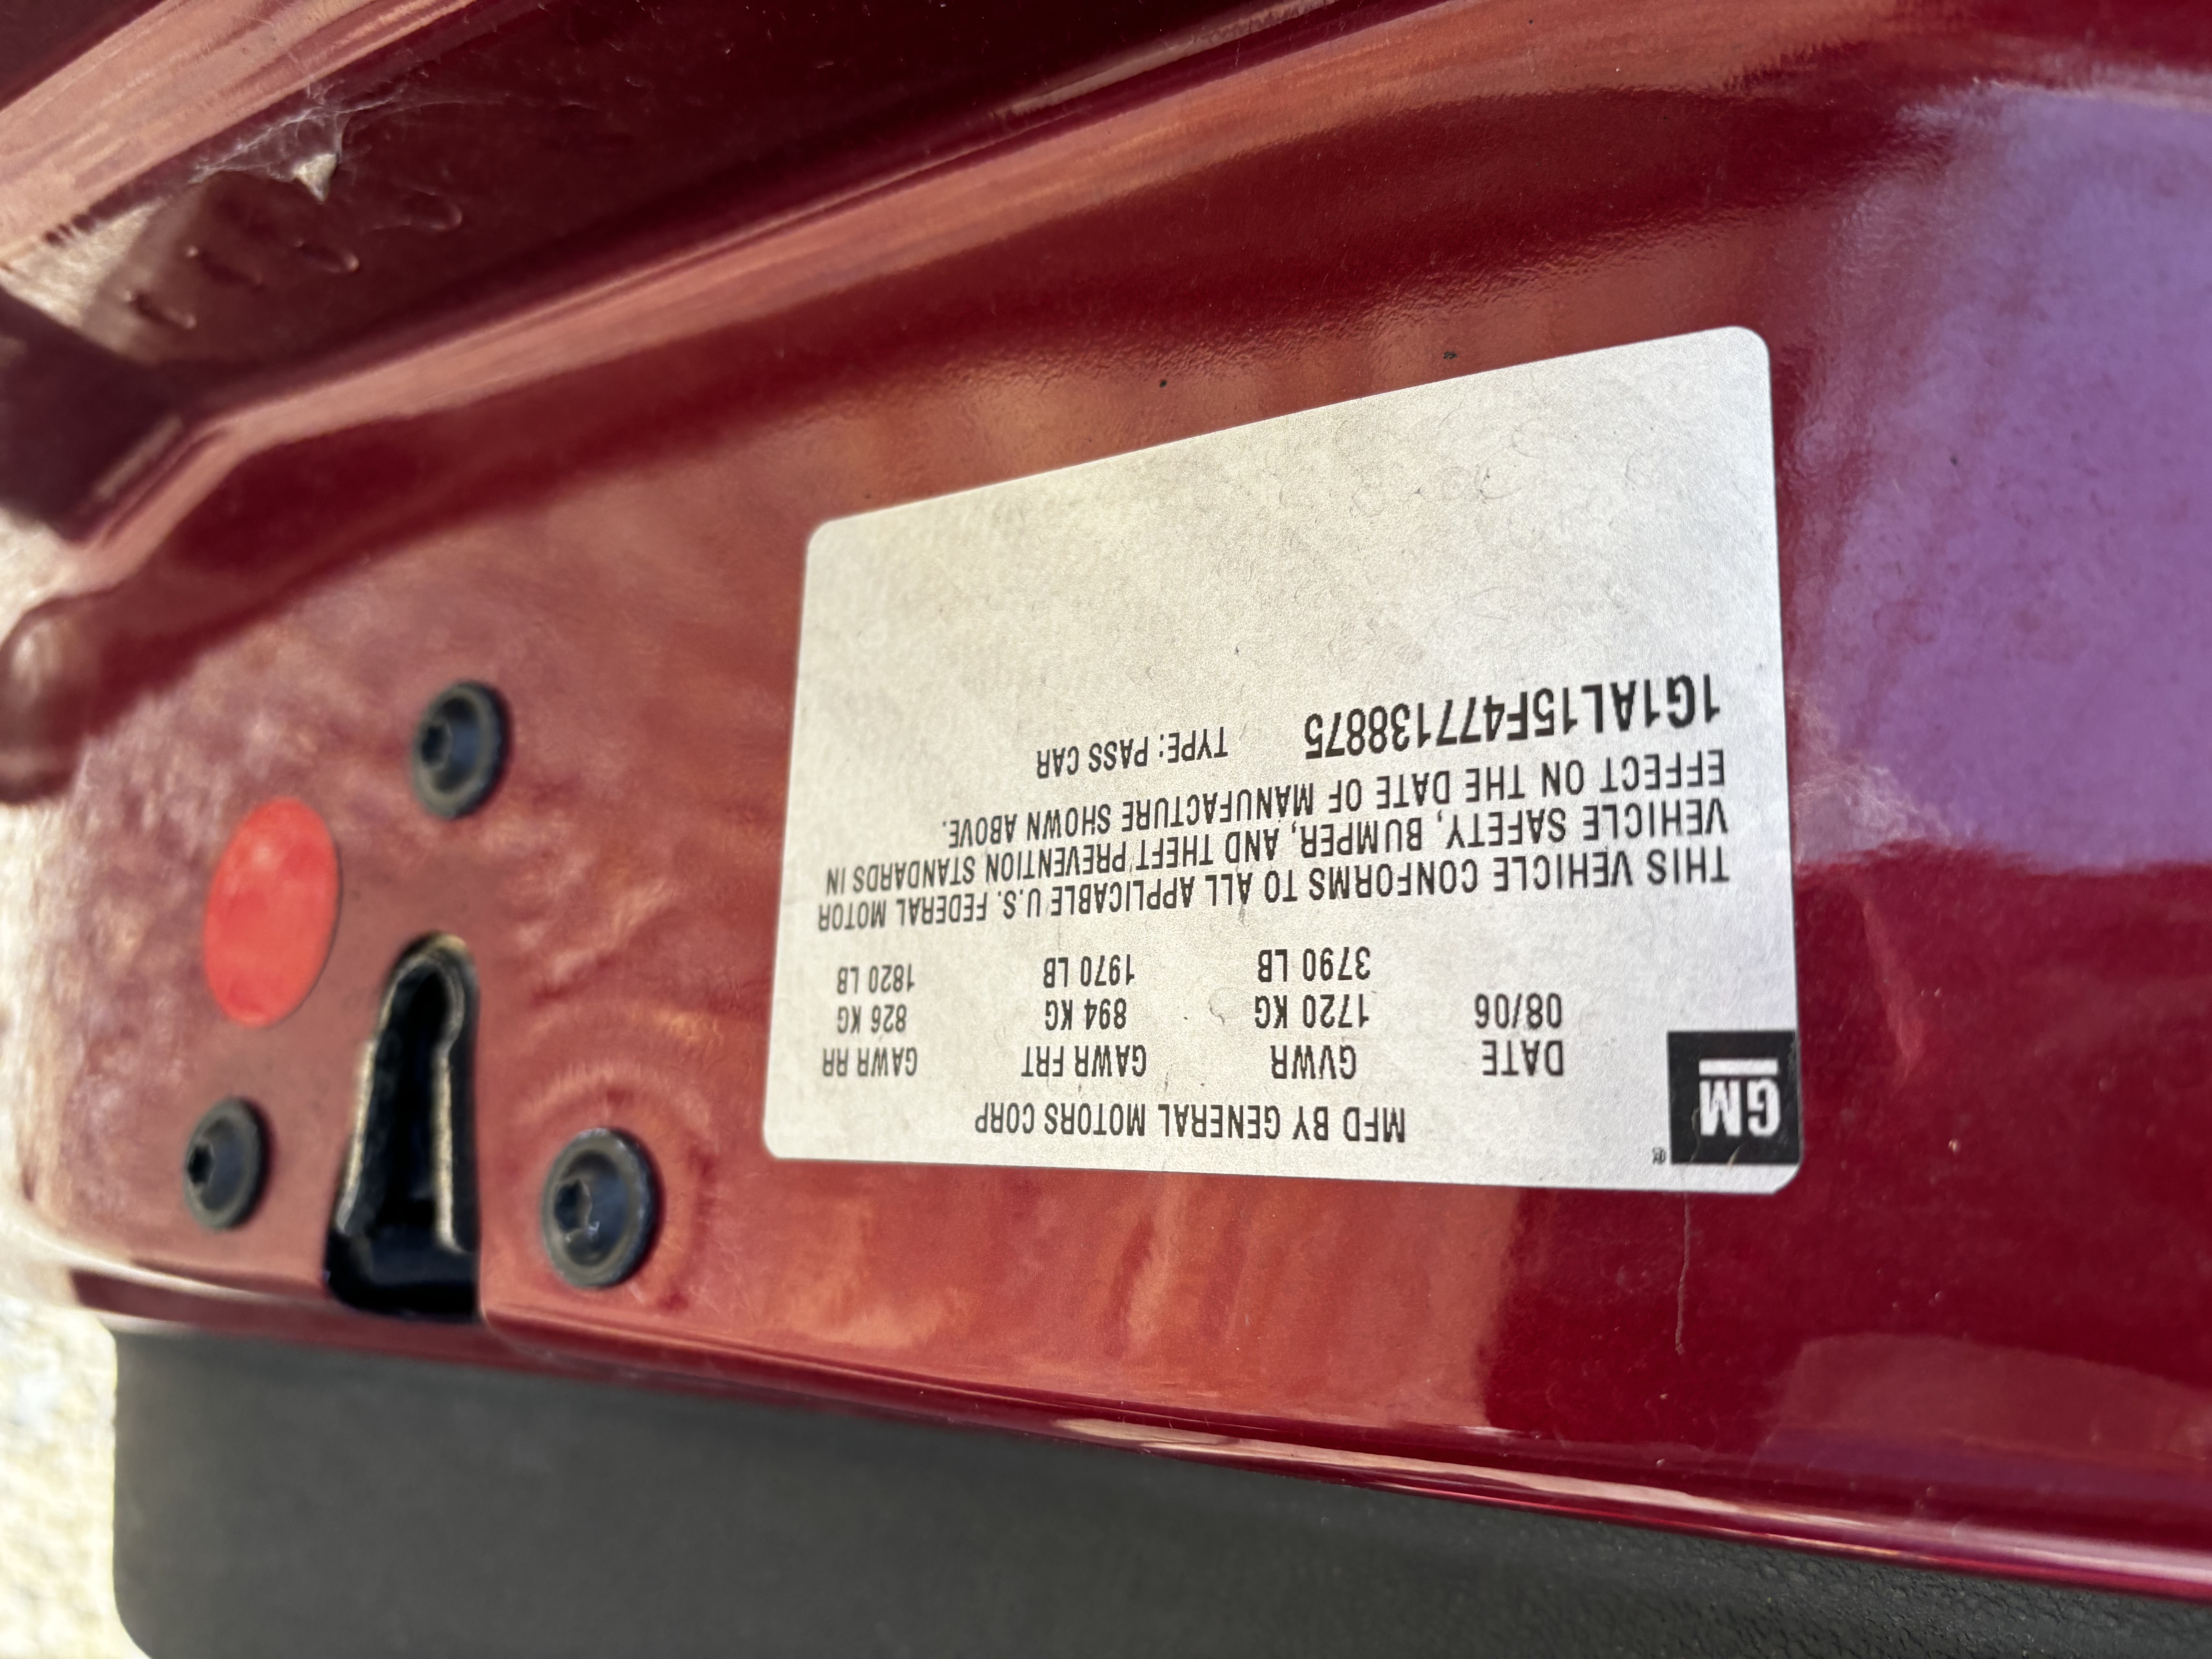 GM®
MFD BY GENERAL MOTORS CORP
DATE GVWR GAWR FRT GAWR RR
08/06 1720 KG 894 KG 826 KG
3790 LB 1970 LB 1820 LB
THIS VEHICLE CONFORMS TO ALL APPLICABLE U.S. FEDERAL MOTOR
VEHICLE SAFETY, BUMPER, AND THEFT PREVENTION STANDARDS IN
EFFECT ON THE DATE OF MANUFACTURE SHOWN ABOVE.
1G1AL15F477138875 TYPE: PASS CAR